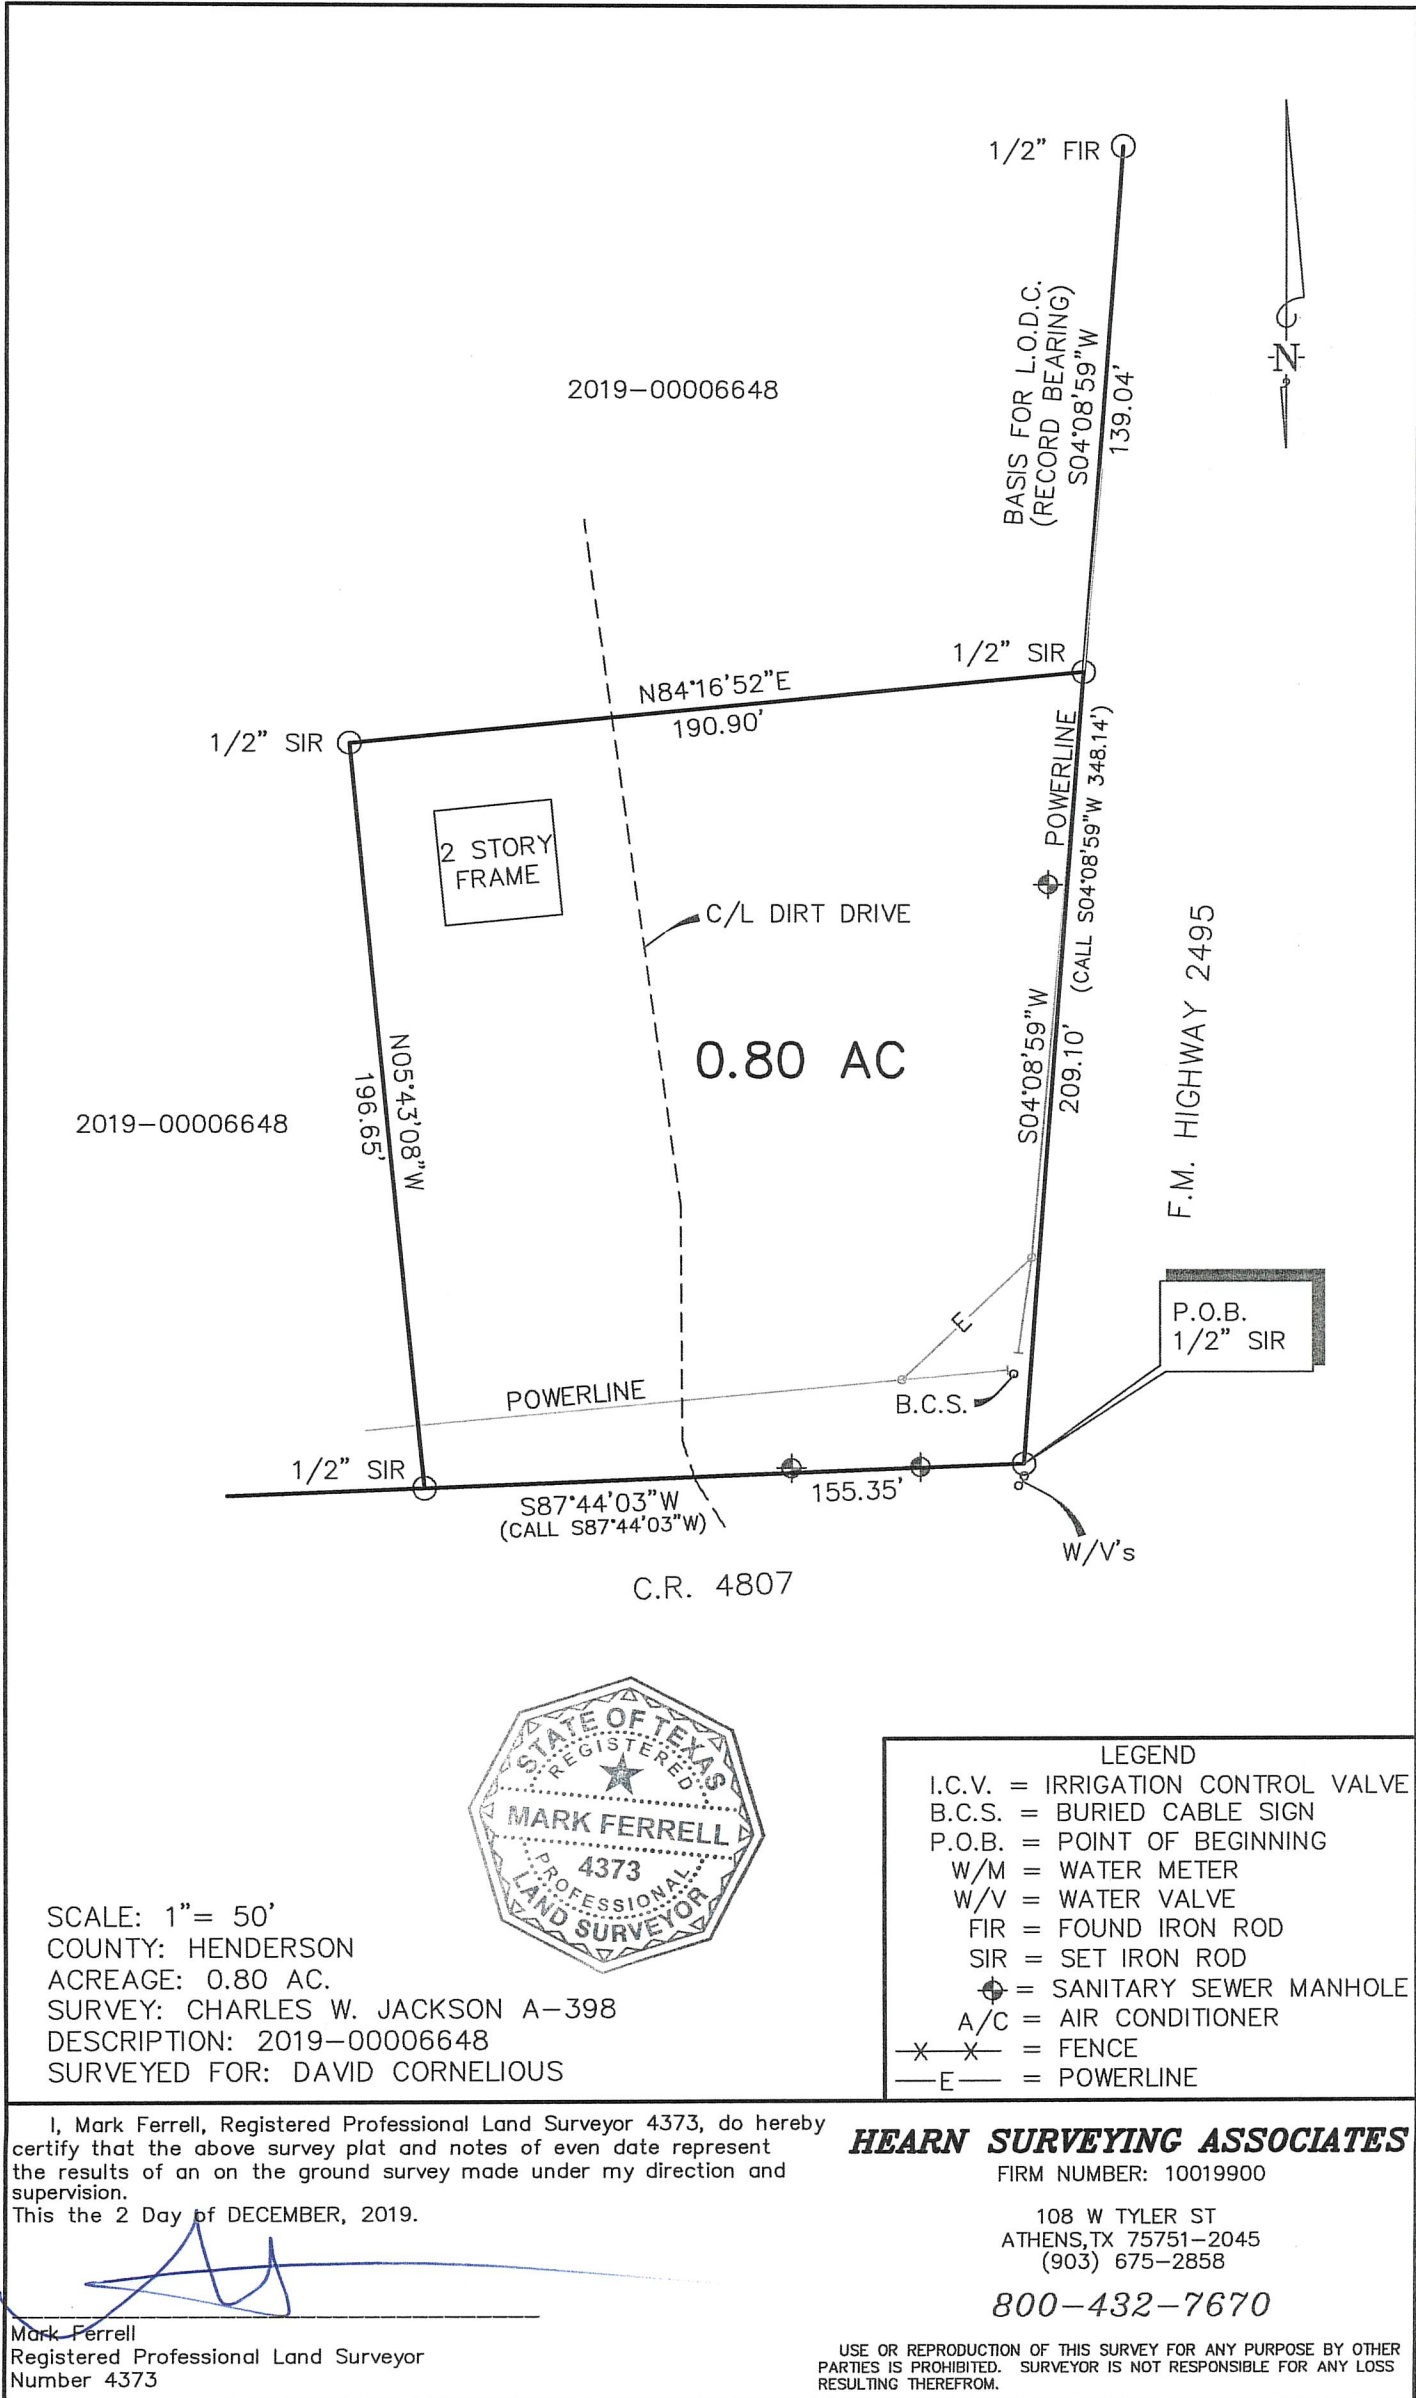 1/2" FIR
BASIS FOR L.O.D.C.
(RECORD BEARING)
S04°08'59"W
139.04'
N
2019-00006648
1/2" SIR
N84°16'52"E
190.90'
1/2" SIR
POWERLINE
(CALL S04°08'59"W 348.14')
2 STORY
FRAME
C/L DIRT DRIVE
F.M. HIGHWAY 2495
S04°08'59"W
209.10'
0.80 AC
N05°43'08"W
196.65'
2019-00006648
P.O.B.
1/2" SIR
E
POWERLINE
B.C.S.
1/2" SIR
S87°44'03"W
(CALL S87°44'03"W)
155.35'
W/V's
C.R. 4807
STATE OF TEXAS
REGISTERED
MARK FERRELL
4373
PROFESSIONAL
LAND SURVEYOR
LEGEND
I.C.V. = IRRIGATION CONTROL VALVE
B.C.S. = BURIED CABLE SIGN
P.O.B. = POINT OF BEGINNING
W/M = WATER METER
W/V = WATER VALVE
FIR = FOUND IRON ROD
SIR = SET IRON ROD
= SANITARY SEWER MANHOLE
A/C = AIR CONDITIONER
X X = FENCE
E = POWERLINE
SCALE: 1"= 50'
COUNTY: HENDERSON
ACREAGE: 0.80 AC.
SURVEY: CHARLES W. JACKSON A-398
DESCRIPTION: 2019-00006648
SURVEYED FOR: DAVID CORNELIOUS
I, Mark Ferrell, Registered Professional Land Surveyor 4373, do hereby
certify that the above survey plat and notes of even date represent
the results of an on the ground survey made under my direction and
supervision.
This the 2 Day of DECEMBER, 2019.
Mark Ferrell
Registered Professional Land Surveyor
Number 4373
HEARN SURVEYING ASSOCIATES
FIRM NUMBER: 10019900
108 W TYLER ST
ATHENS,TX 75751-2045
(903) 675-2858
800-432-7670
USE OR REPRODUCTION OF THIS SURVEY FOR ANY PURPOSE BY OTHER
PARTIES IS PROHIBITED. SURVEYOR IS NOT RESPONSIBLE FOR ANY LOSS
RESULTING THEREFROM.